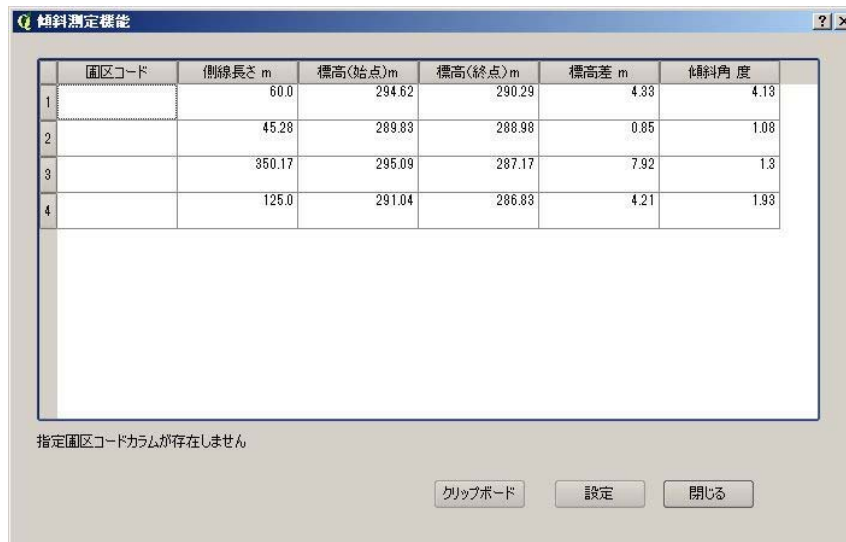 傾斜測定機能
圃区コード 側線長さ m 標高(始点)m 標高(終点)m 標高差 m 傾斜角 度
1 60.0 294.62 290.29 4.33 4.13
2 45.28 289.83 288.98 0.85 1.08
3 350.17 295.09 287.17 7.92 1.3
4 125.0 291.04 286.83 4.21 1.93
指定圃区コードカラムが存在しません
クリップボード 設定 閉じる